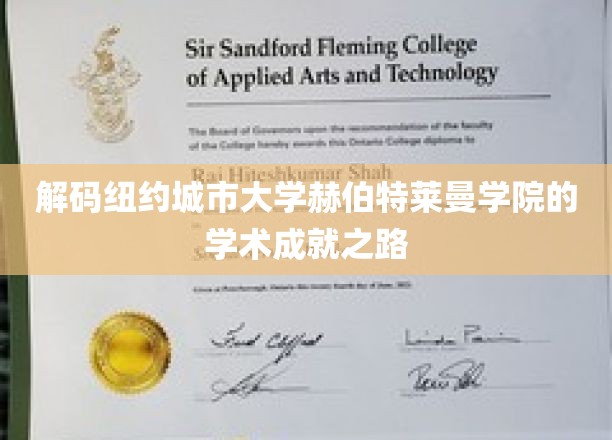 Sir Sandford Fleming College
of Applied Arts and Technology
The Board of Governors upon the recommendation of the faculty
of the College hereby awards this Ontario College diploma to
Raj Hiteshkumar Shah
解码纽约城市大学赫伯特莱曼学院的
学术成就之路